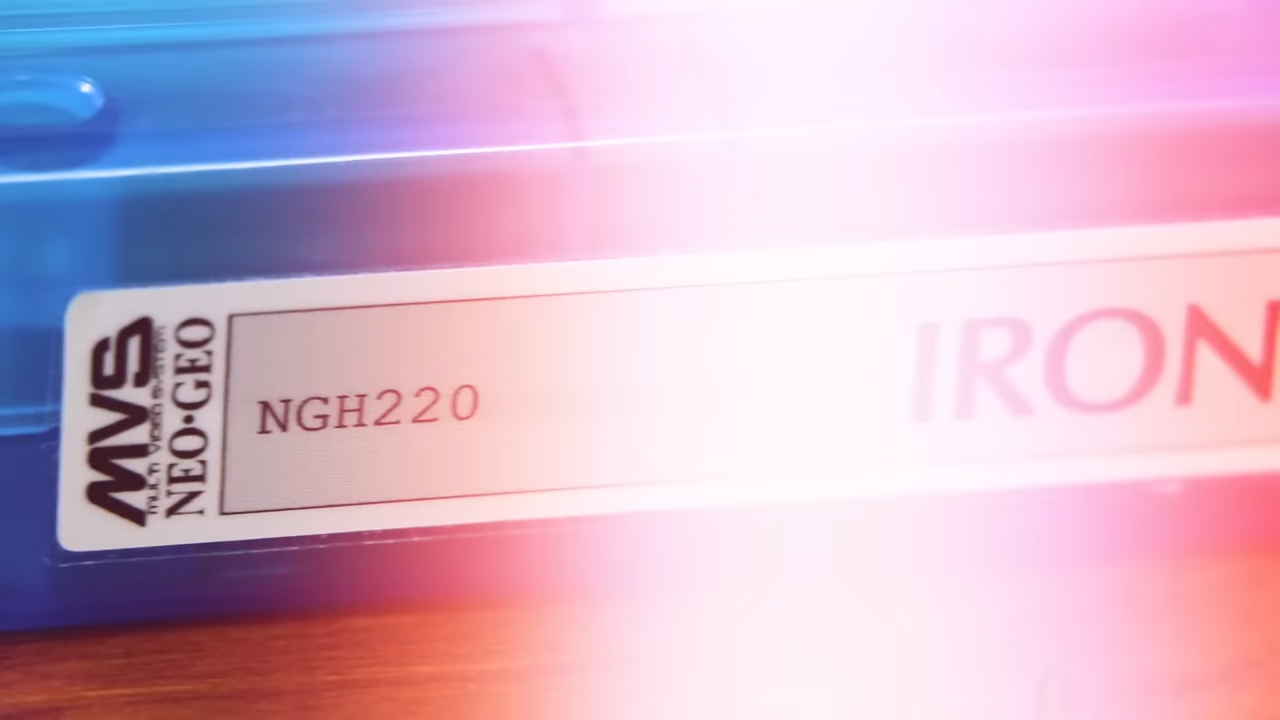 MVS
MULTI VIDEO SYSTEM
NEO•GEO
NGH220
IRON